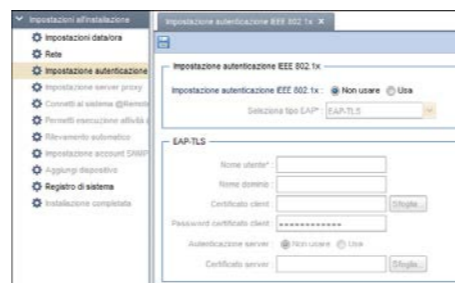 Impostazioni all'installazione
Impostazioni data/ora
Rete
Impostazione autenticazione
Impostazione server proxy
Connetti al sistema @Remote
Permetti esecuzione attività
Rilevamento automatico
Impostazione account SNMP
Aggiungi dispositivo
Registro di sistema
Installazione completata
Impostazione autenticazione IEEE 802.1x
Impostazione autenticazione IEEE 802.1x
Impostazione autenticazione IEEE 802.1x : Non usare Usa
Seleziona tipo EAP* : EAP-TLS
EAP-TLS
Nome utente* :
Nome dominio :
Certificato client : Sfoglia...
Password certificato client :
Autenticazione server : Non usare Usa
Certificato server : Sfoglia...